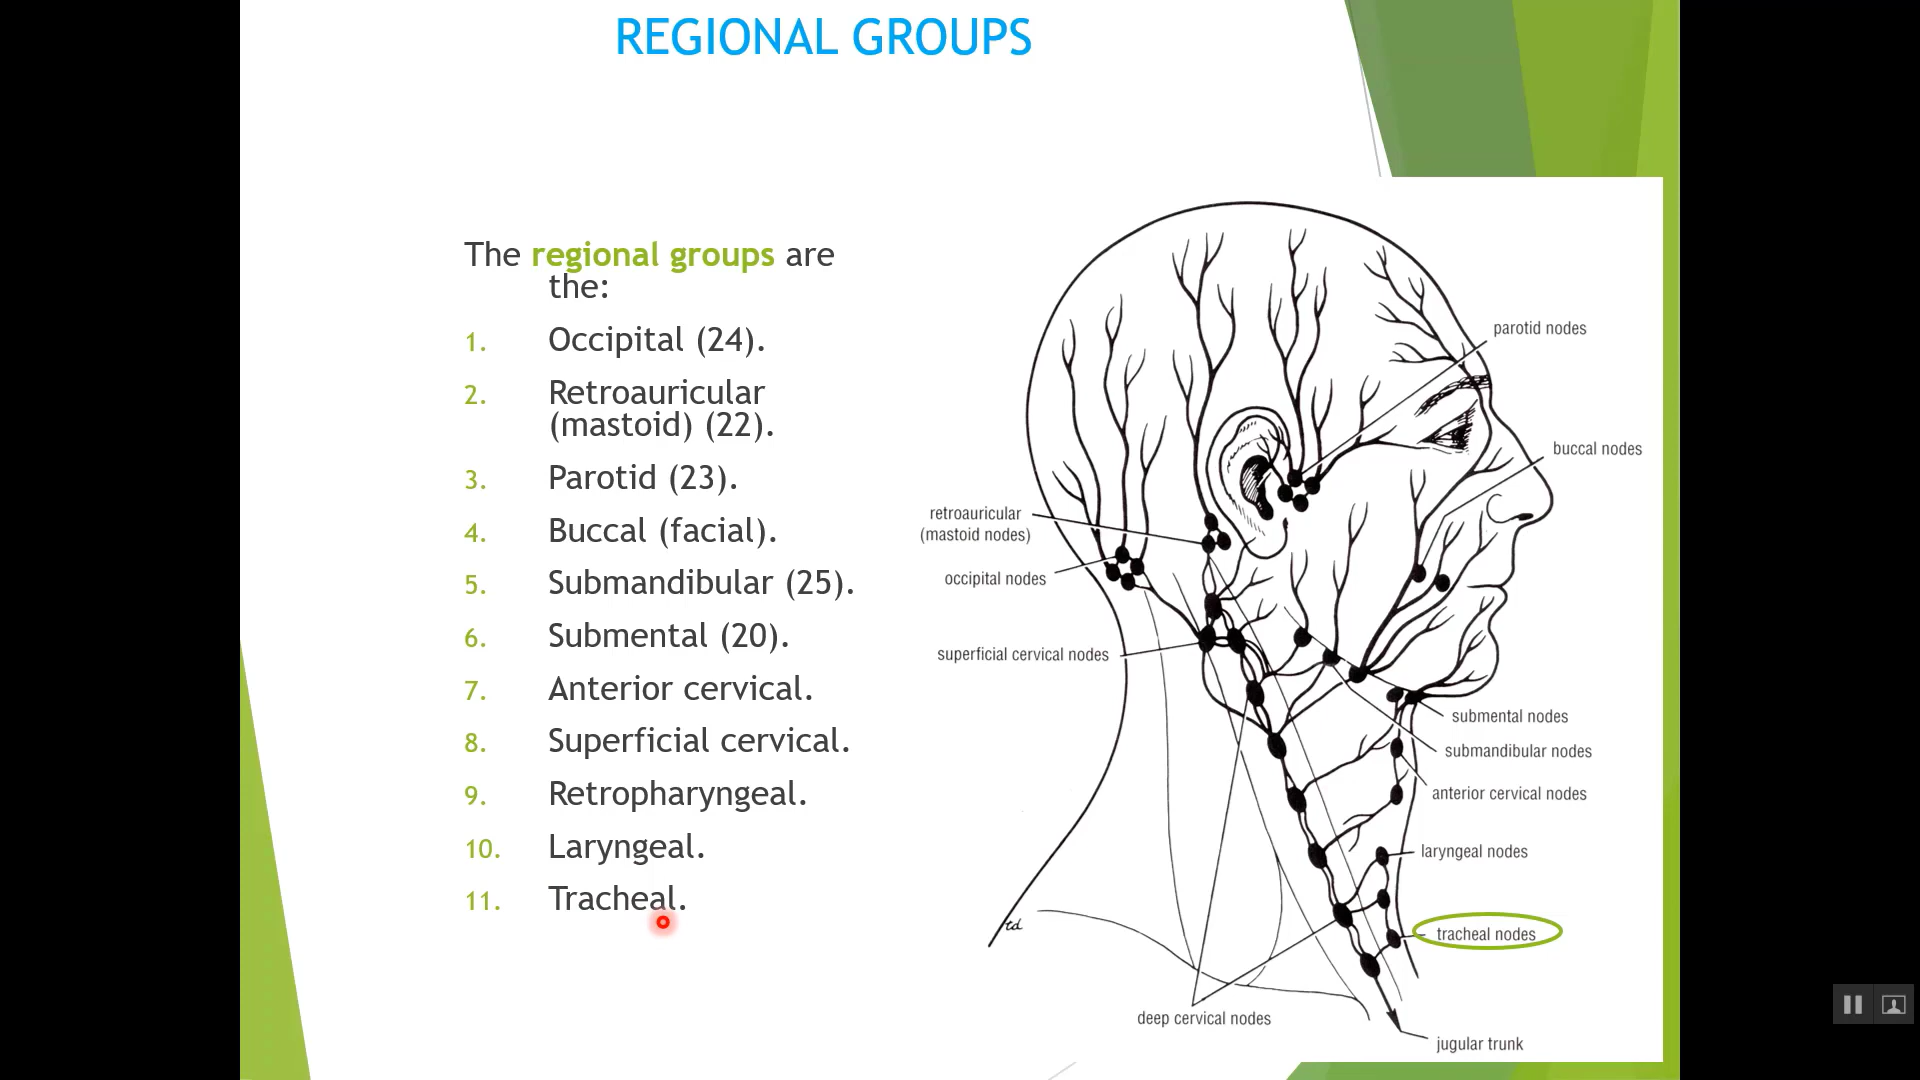 REGIONAL GROUPS
The regional groups are
the:
1. Occipital (24).
2. Retroauricular
(mastoid) (22).
3. Parotid (23).
4. Buccal (facial).
5. Submandibular (25).
6. Submental (20).
7. Anterior cervical.
8. Superficial cervical.
9. Retropharyngeal.
10. Laryngeal.
11. Tracheal.
parotid nodes
buccal nodes
retroauricular
(mastoid nodes)
occipital nodes
superficial cervical nodes
submental nodes
submandibular nodes
anterior cervical nodes
laryngeal nodes
tracheal nodes
td
deep cervical nodes
jugular trunk